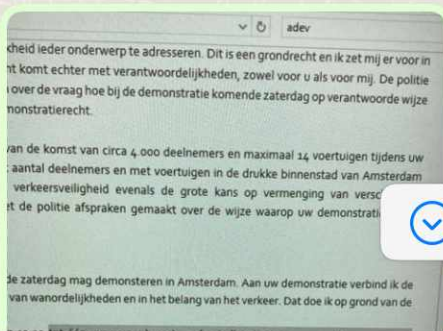 adev
kheid ieder onderwerp te adresseren. Dit is een grondrecht en ik zet mij er voor in
nt komt echter met verantwoordelijkheden, zowel voor u als voor mij. De politie
over de vraag hoe bij de demonstratie komende zaterdag op verantwoorde wijze
monstratierecht.
van de komst van circa 4.000 deelnemers en maximaal 14 voertuigen tijdens uw
aantal deelnemers en met voertuigen in de drukke binnenstad van Amsterdam
verkeersveiligheid evenals de grote kans op vermenging van versc
et de politie afspraken gemaakt over de wijze waarop uw demonstrati
de zaterdag mag demonsteren in Amsterdam. Aan uw demonstratie verbind ik de
van wanordelijkheden en in het belang van het verkeer. Dat doe ik op grond van de